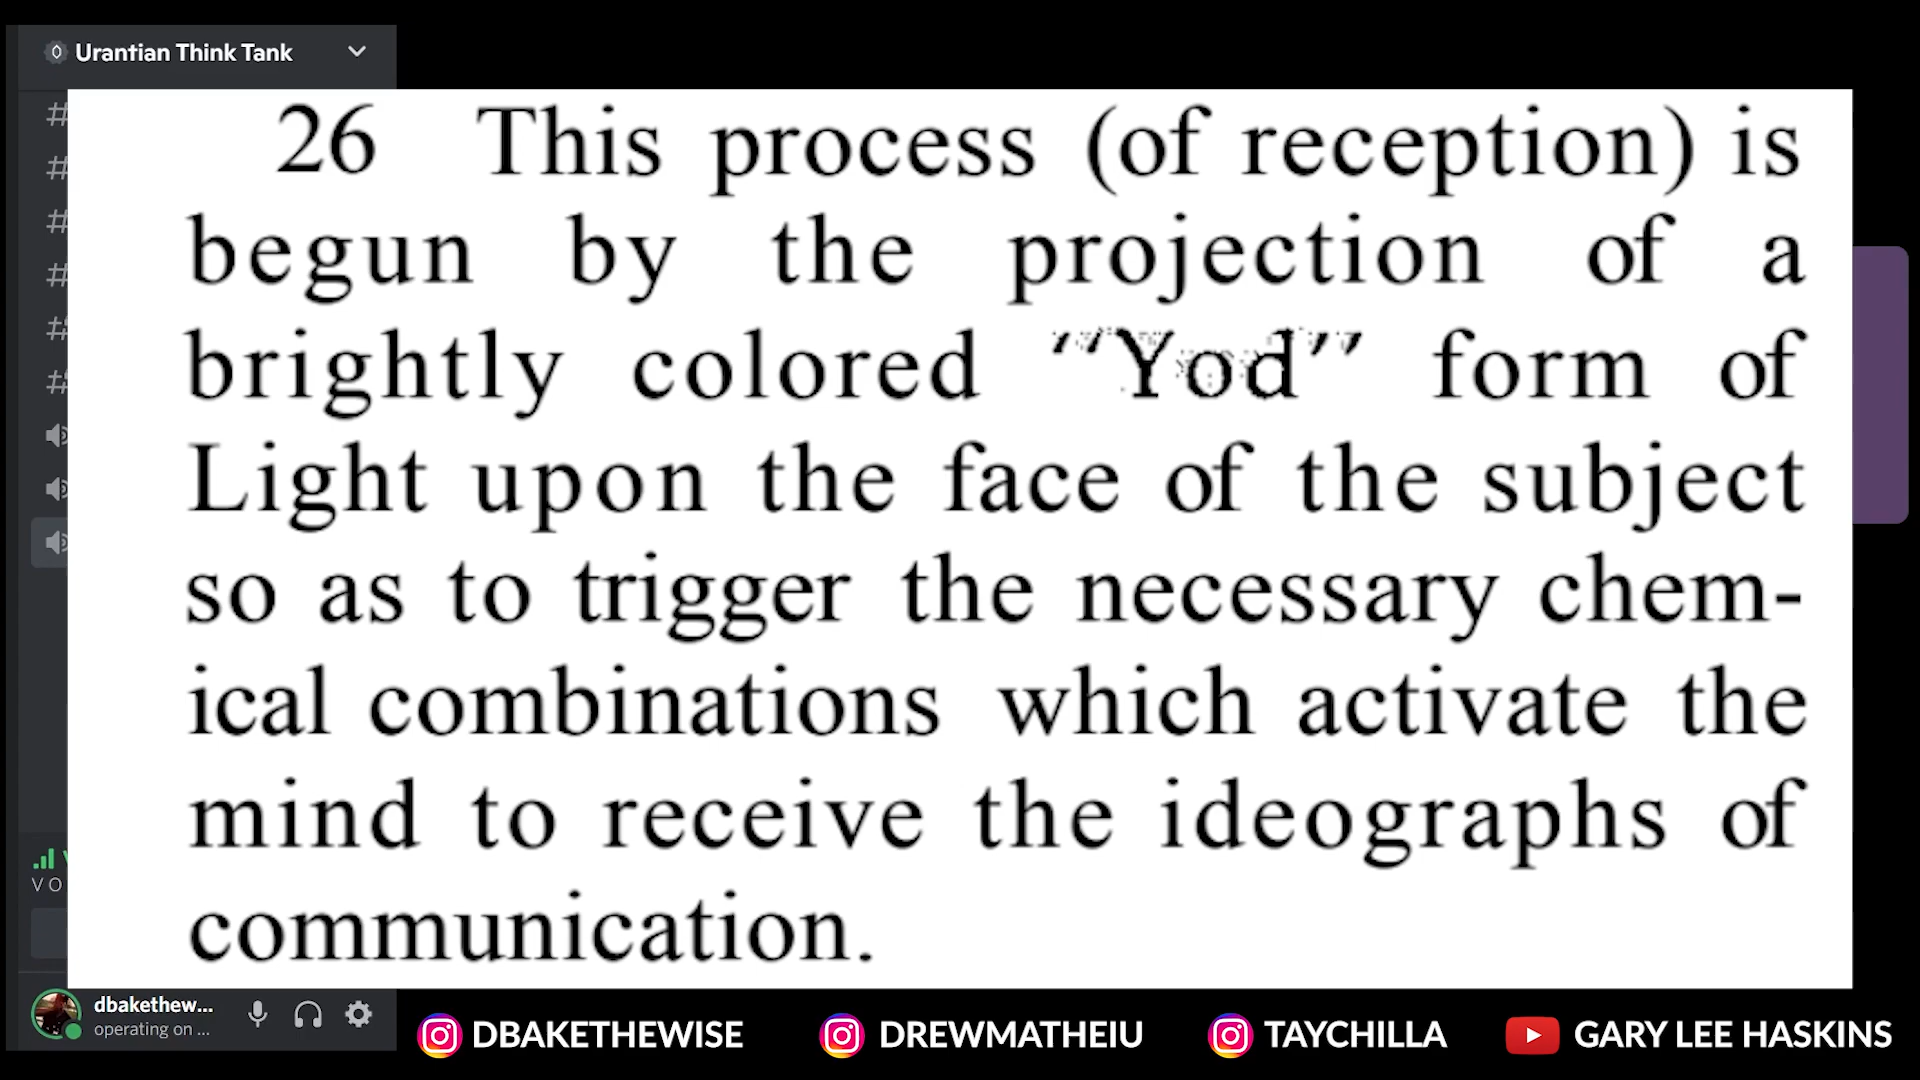 Urantian Think Tank
#
#
#
#
#
#
26 This process (of reception) is
begun by the projection of a
brightly colored ‘‘Yod’’ form of
Light upon the face of the subject
so as to trigger the necessary chem-
ical combinations which activate the
mind to receive the ideographs of
communication.
VO
dbakethew...
operating on ...
DBAKETHEWISE
DREWMATHEIU
TAYCHILLA
GARY LEE HASKINS